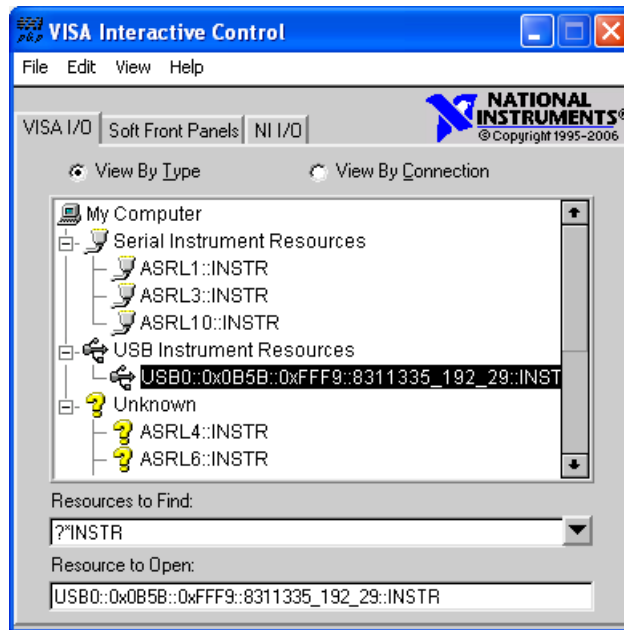 VISA Interactive Control
File Edit View Help
NATIONAL
INSTRUMENTS®
© Copyright 1995-2006
VISA I/O Soft Front Panels NI I/O
View By Type View By Connection
My Computer
Serial Instrument Resources
ASRL1::INSTR
ASRL3::INSTR
ASRL10::INSTR
USB Instrument Resources
USB0::0x0B5B::0xFFF9::8311335_192_29::INST
Unknown
ASRL4::INSTR
ASRL6::INSTR
Resources to Find:
?*INSTR
Resource to Open:
USB0::0x0B5B::0xFFF9::8311335_192_29::INSTR